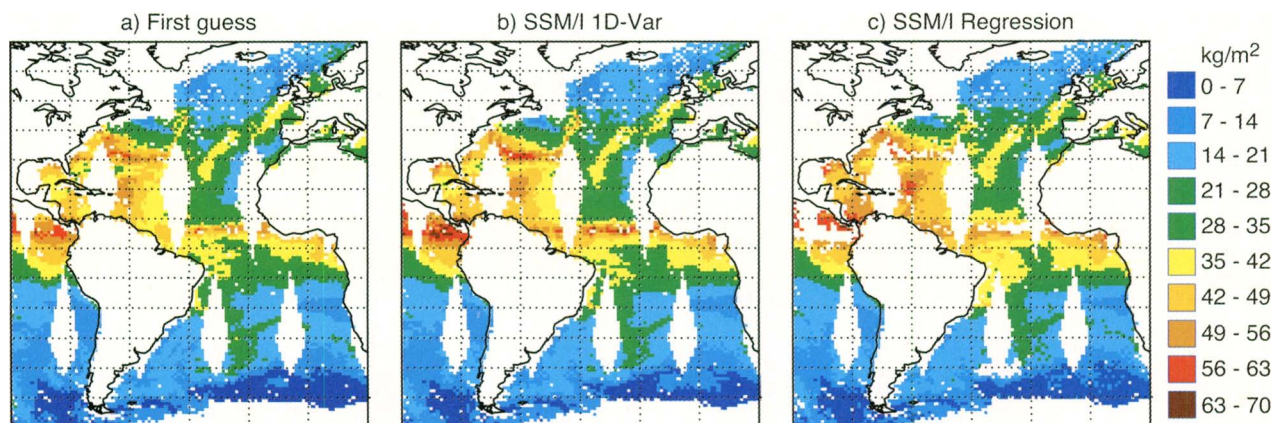 a) First guess
b) SSM/I 1D-Var
c) SSM/I Regression
kg/m²
0 - 7
7 - 14
14 - 21
21 - 28
28 - 35
35 - 42
42 - 49
49 - 56
56 - 63
63 - 70